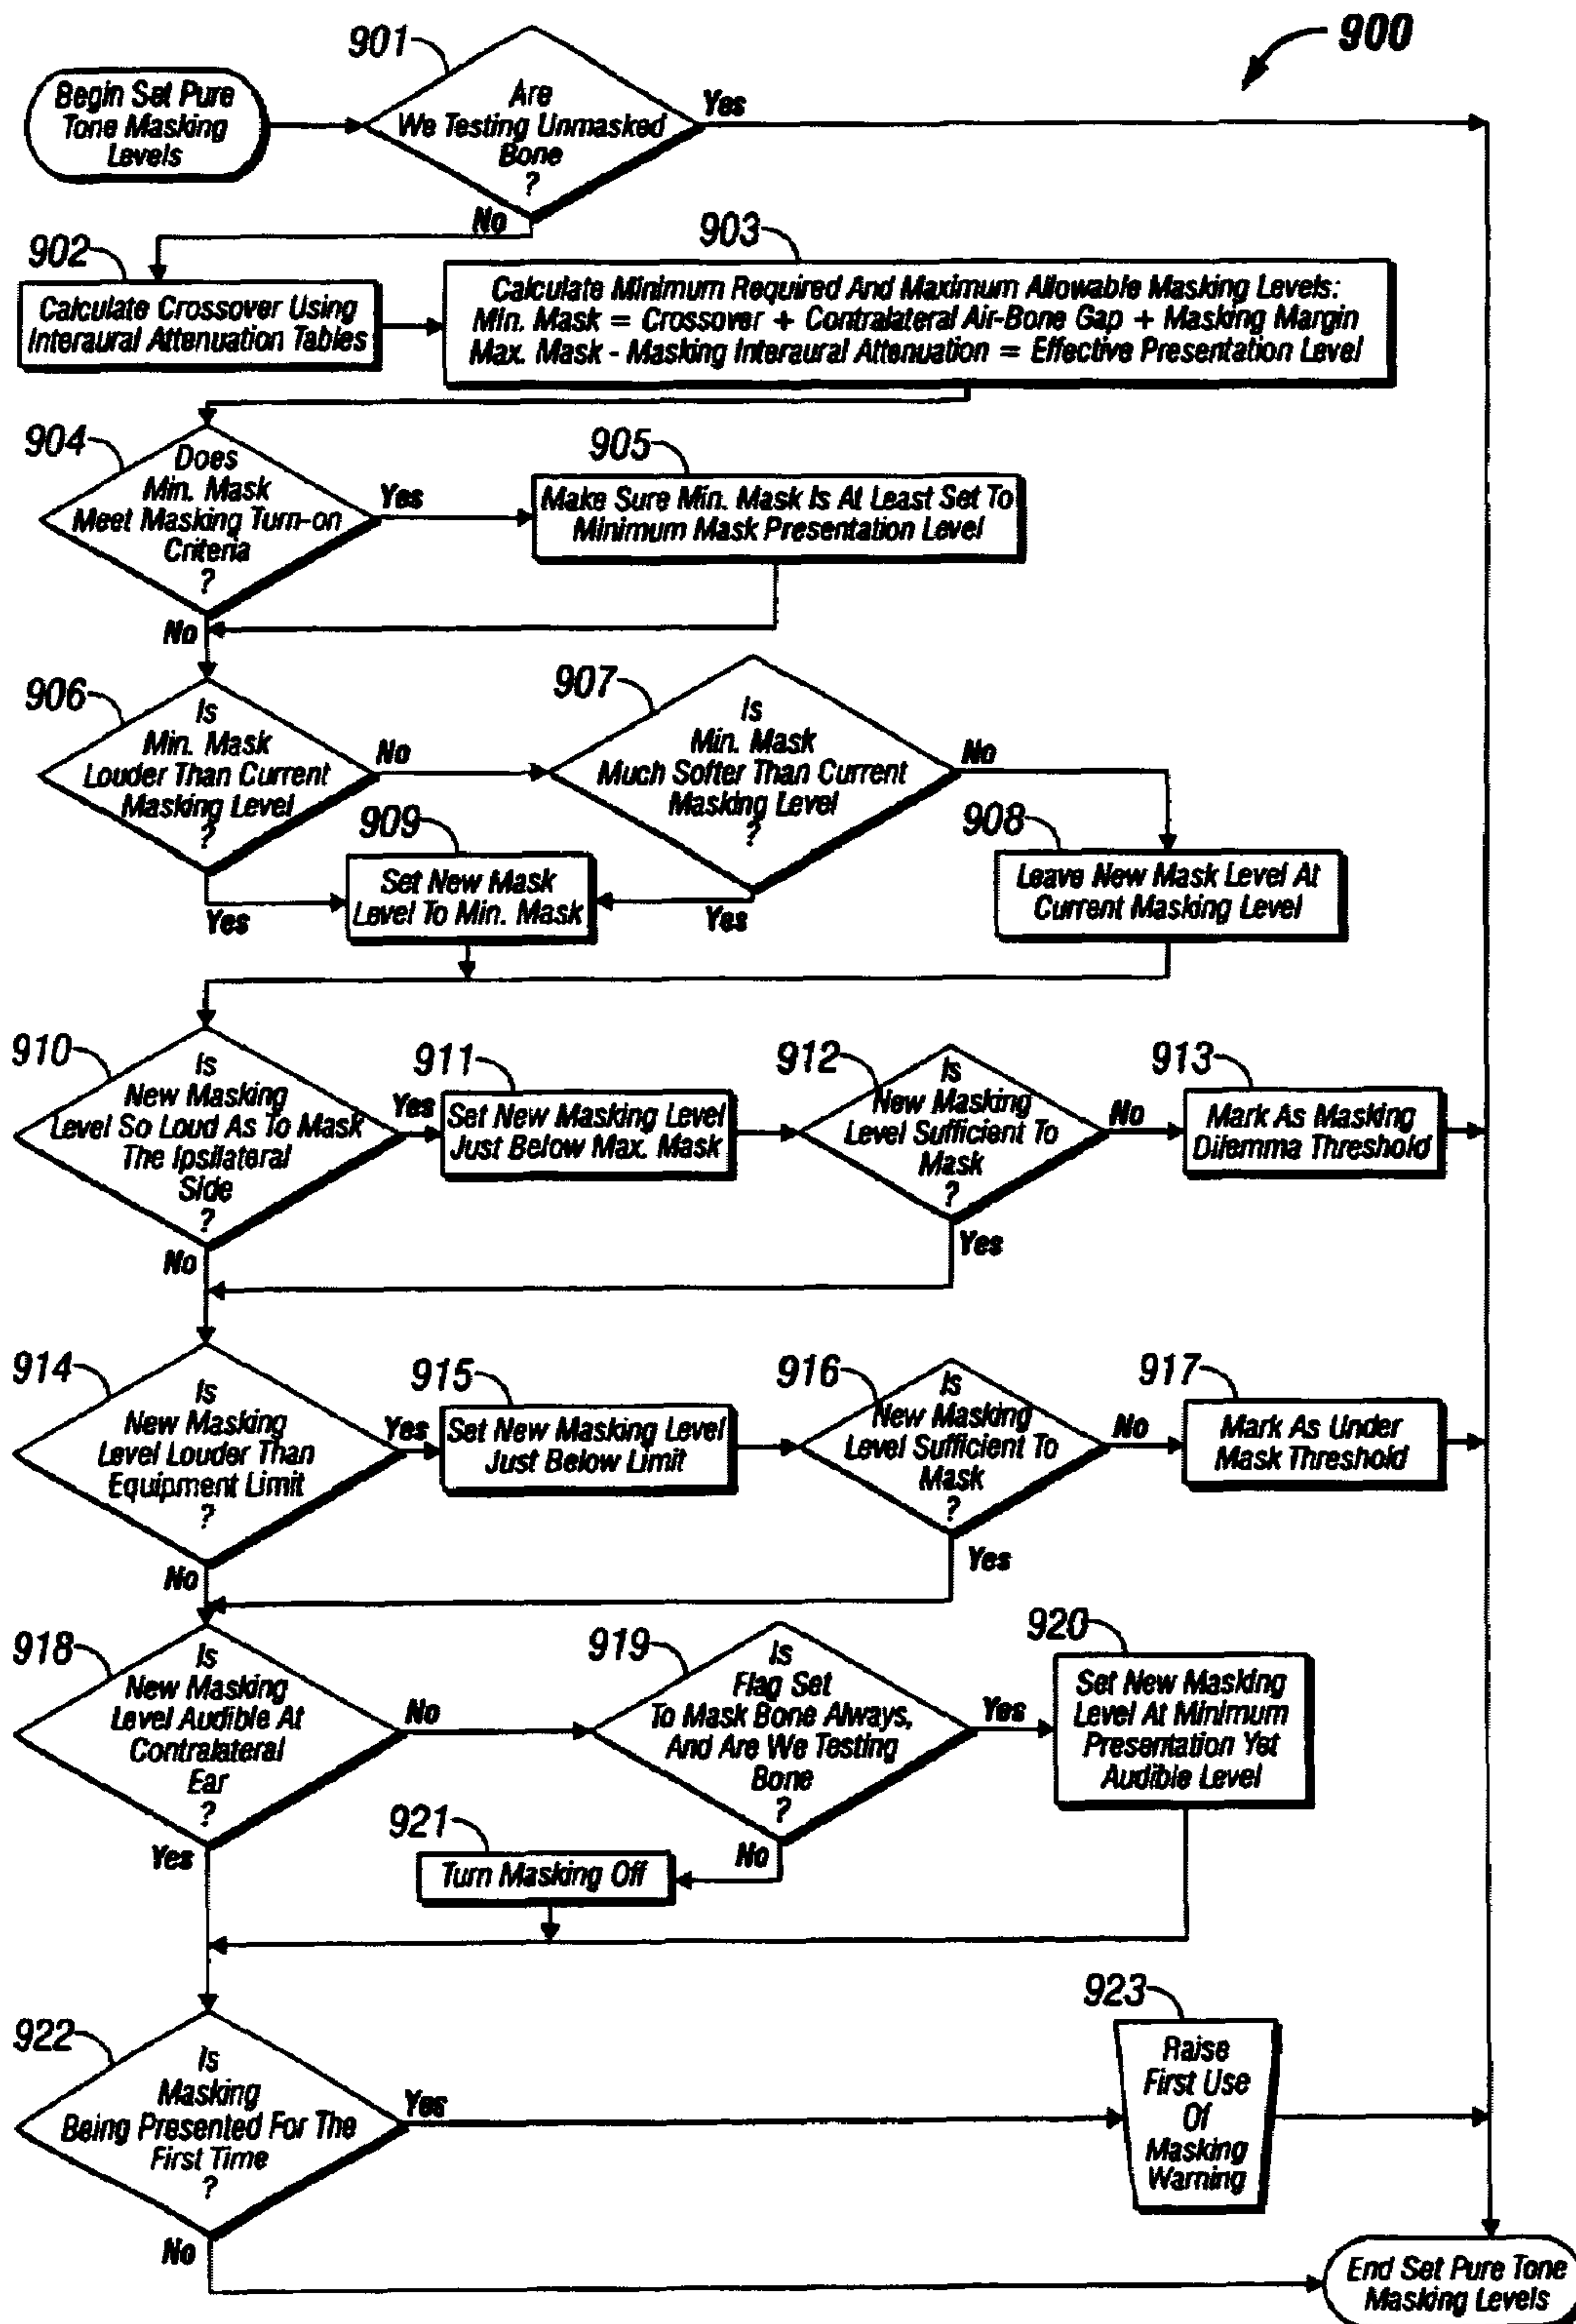 900
901
Begin Set Pure
Tone Masking
Levels
Are
We Testing Unmasked
Bone
?
Yes
No
902
Calculate Crossover Using
Interaural Attenuation Tables
903
Calculate Minimum Required And Maximum Allowable Masking Levels:
Min. Mask = Crossover + Contralateral Air-Bone Gap + Masking Margin
Max. Mask - Masking Interaural Attenuation = Effective Presentation Level
904
Does
Min. Mask
Meet Masking Turn-on
Criteria
?
Yes
No
905
Make Sure Min. Mask Is At Least Set To
Minimum Mask Presentation Level
906
Is
Min. Mask
Louder Than Current
Masking Level
?
No
Yes
907
Is
Min. Mask
Much Softer Than Current
Masking Level
?
No
Yes
908
Leave New Mask Level At
Current Masking Level
909
Set New Mask
Level To Min. Mask
910
Is
New Masking
Level So Loud As To Mask
The Ipsilateral
Side
?
Yes
No
911
Set New Masking Level
Just Below Max. Mask
912
Is
New Masking
Level Sufficient To
Mask
?
No
Yes
913
Mark As Masking
Dilemma Threshold
914
Is
New Masking
Level Louder Than
Equipment Limit
?
Yes
No
915
Set New Masking Level
Just Below Limit
916
Is
New Masking
Level Sufficient To
Mask
?
No
Yes
917
Mark As Under
Mask Threshold
918
Is
New Masking
Level Audible At
Contralateral
Ear
?
No
Yes
919
Is
Flag Set
To Mask Bone Always,
And Are We Testing
Bone
?
Yes
No
920
Set New Masking
Level At Minimum
Presentation Yet
Audible Level
921
Turn Masking Off
922
Is
Masking
Being Presented For The
First Time
?
Yes
No
923
Raise
First Use
Of
Masking
Warning
End Set Pure Tone
Masking Levels